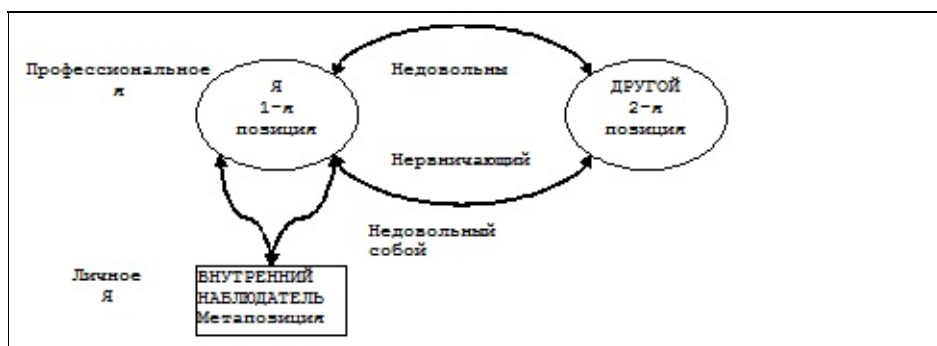 Профессиональное
я
Я
1-я
позиция
Недовольны
ДРУГОЙ
2-я
позиция
Нервничающий
Недовольный
собой
Личное
Я
ВНУТРЕННИЙ
НАБЛЮДАТЕЛЬ
Метапозиция